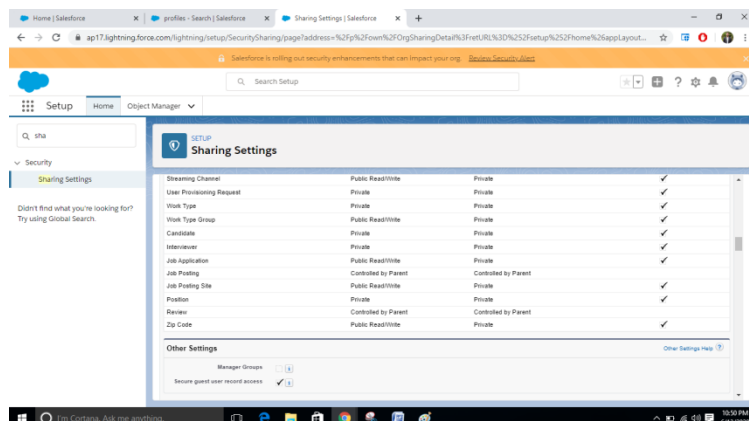 Home | Salesforce
profiles - Search | Salesforce
Sharing Settings | Salesforce
ap17.lightning.force.com/lightning/setup/SecuritySharing/page?address=%2Fp%2Fown%2FOrgSharingDetail%3FretURL%3D%252Fsetup%252Fhome%26appLayout...
Salesforce is rolling out security enhancements that can impact your org. Review Security Alert
Search Setup
Setup Home Object Manager
sha
Security
Sharing Settings
Didn't find what you're looking for?
Try using Global Search.
SETUP
Sharing Settings
Streaming Channel Public Read/Write Private
User Provisioning Request Private Private
Work Type Private Private
Work Type Group Public Read/Write Private
Candidate Private Private
Interviewer Private Private
Job Application Public Read/Write Private
Job Posting Controlled by Parent Controlled by Parent
Job Posting Site Public Read/Write Private
Position Private Private
Review Controlled by Parent Controlled by Parent
Zip Code Public Read/Write Private
Other Settings Other Settings Help ?
Manager Groups i
Secure guest user record access i
I'm Cortana. Ask me anything.
10:50 PM